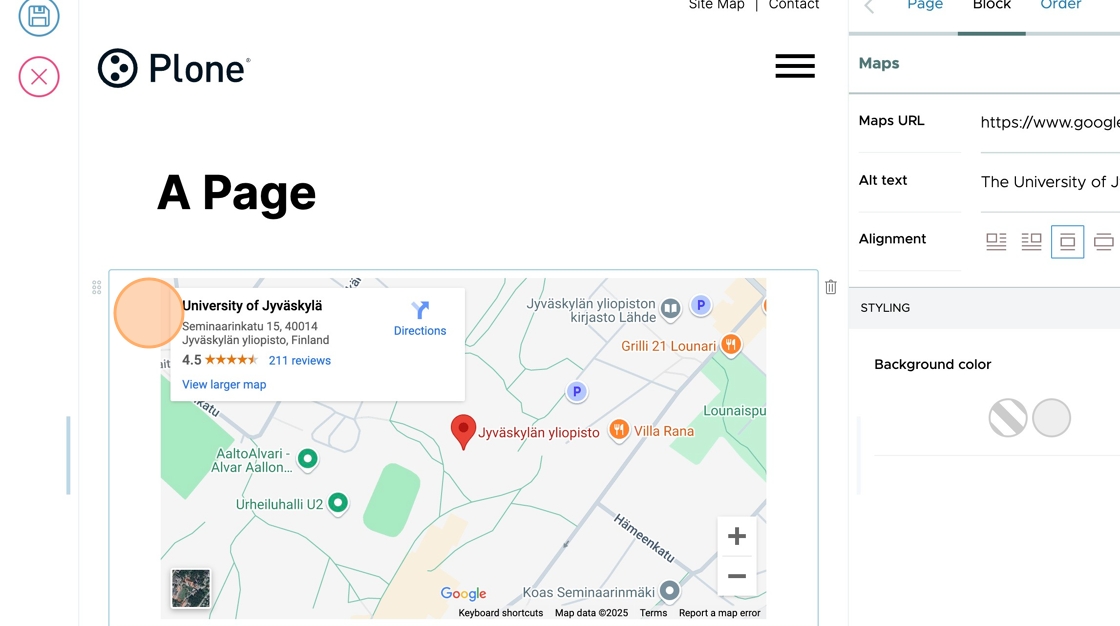 Site Map | Contact
Page Block Order
Plone®
Maps
Maps URL
https://www.google
Alt text
The University of J
A Page
Alignment
STYLING
Background color
University of Jyväskylä
Seminaarinkatu 15, 40014
Jyväskylän yliopisto, Finland
4.5
211 reviews
View larger map
Directions
Jyväskylän yliopiston
kirjasto Lähde
P
Grilli 21 Lounari
P
Lounaispu
Jyväskylän yliopisto
Villa Rana
AaltoAlvari -
Alvar Aallon...
Urheiluhalli U2
Hämeenkatu
Koas Seminaarinmäki
Google
Keyboard shortcuts Map data ©2025 Terms Report a map error